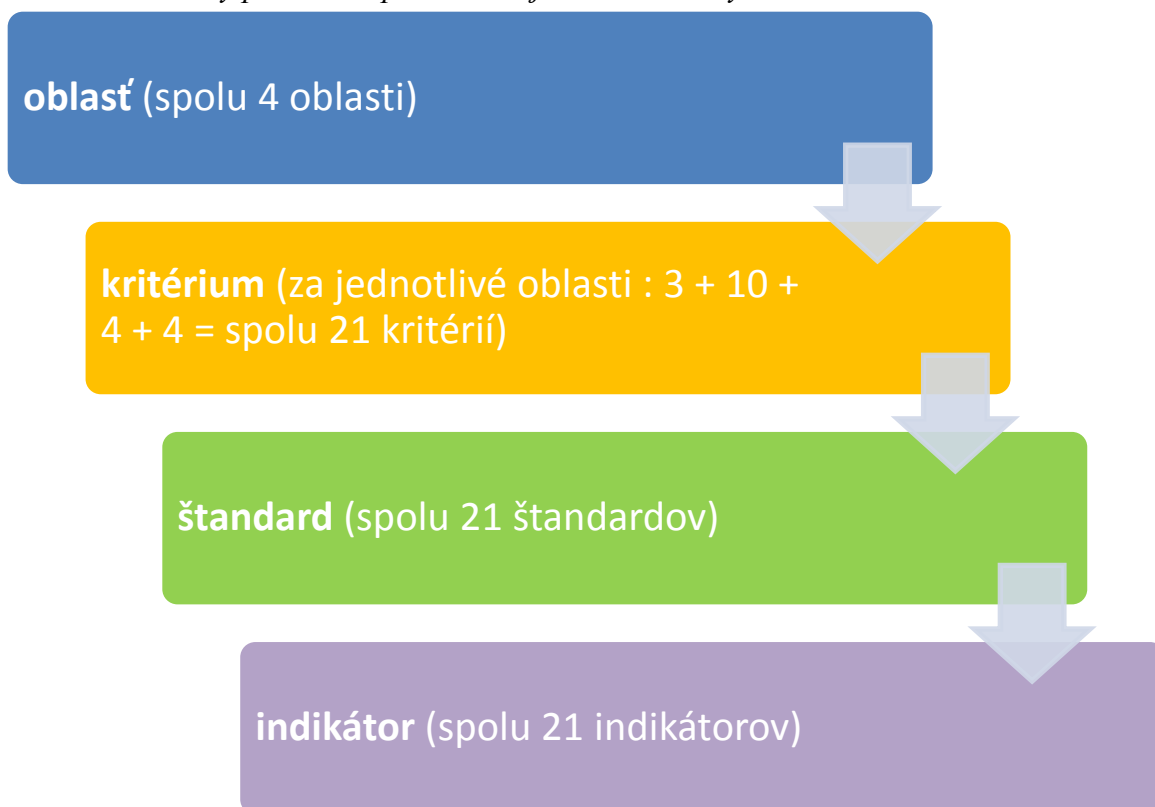 oblasť (spolu 4 oblasti)
kritérium (za jednotlivé oblasti : 3 + 10 +
4 + 4 = spolu 21 kritérií)
štandard (spolu 21 štandardov)
indikátor (spolu 21 indikátorov)